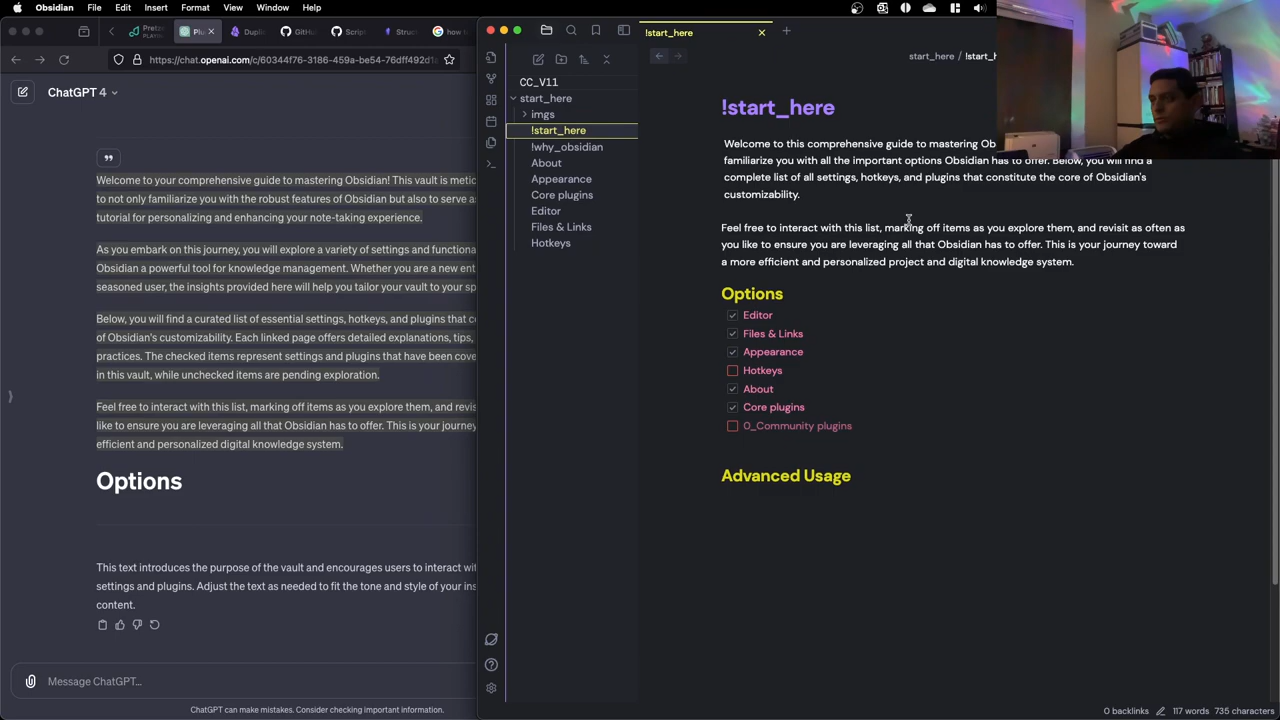 Obsidian File Edit Insert Format View Window Help
Pretz
PLAYING
Plu
Duplic
GitHub
Script
Struct
how to
https://chat.openai.com/c/60344f76-3186-459a-be54-76dff492d1a
ChatGPT 4
Welcome to your comprehensive guide to mastering Obsidian! This vault is metic
to not only familiarize you with the robust features of Obsidian but also to serve as
tutorial for personalizing and enhancing your note-taking experience.
As you embark on this journey, you will explore a variety of settings and functiona
Obsidian a powerful tool for knowledge management. Whether you are a new ent
seasoned user, the insights provided here will help you tailor your vault to your sp
Below, you will find a curated list of essential settings, hotkeys, and plugins that co
of Obsidian's customizability. Each linked page offers detailed explanations, tips,
practices. The checked items represent settings and plugins that have been cove
in this vault, while unchecked items are pending exploration.
Feel free to interact with this list, marking off items as you explore them, and revis
like to ensure you are leveraging all that Obsidian has to offer. This is your journey
efficient and personalized digital knowledge system.
Options
This text introduces the purpose of the vault and encourages users to interact wit
settings and plugins. Adjust the text as needed to fit the tone and style of your ins
content.
Message ChatGPT...
ChatGPT can make mistakes. Consider checking important information.
CC_V11
start_here
imgs
!start_here
!why_obsidian
About
Appearance
Core plugins
Editor
Files & Links
Hotkeys
!start_here
start_here / !start_h
!start_here
Welcome to this comprehensive guide to mastering Ob
familiarize you with all the important options Obsidian has to offer. Below, you will find a
complete list of all settings, hotkeys, and plugins that constitute the core of Obsidian's
customizability.
Feel free to interact with this list, marking off items as you explore them, and revisit as often as
you like to ensure you are leveraging all that Obsidian has to offer. This is your journey toward
a more efficient and personalized project and digital knowledge system.
Options
Editor
Files & Links
Appearance
Hotkeys
About
Core plugins
0_Community plugins
Advanced Usage
0 backlinks 117 words 735 characters